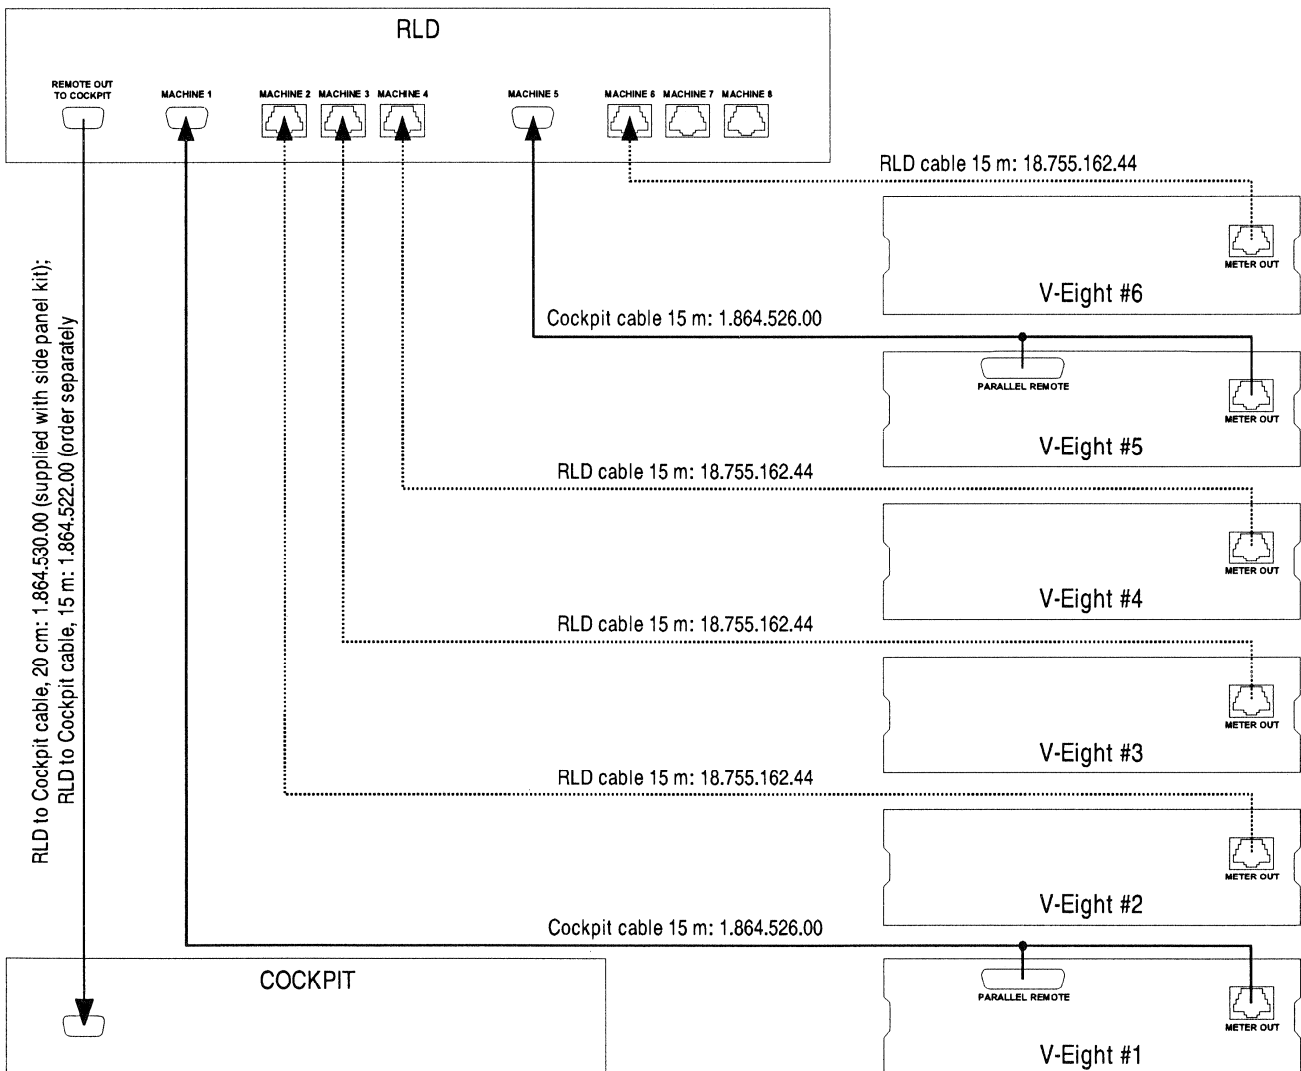 RLD
REMOTE OUT
TO COCKPIT
MACHINE 1
MACHINE 2
MACHINE 3
MACHINE 4
MACHINE 5
MACHINE 6
MACHINE 7
MACHINE 8
RLD cable 15 m: 18.755.162.44
METER OUT
V-Eight #6
Cockpit cable 15 m: 1.864.526.00
PARALLEL REMOTE
METER OUT
V-Eight #5
RLD cable 15 m: 18.755.162.44
METER OUT
V-Eight #4
RLD cable 15 m: 18.755.162.44
METER OUT
V-Eight #3
RLD cable 15 m: 18.755.162.44
METER OUT
V-Eight #2
RLD to Cockpit cable, 20 cm: 1.864.530.00 (supplied with side panel kit);
RLD to Cockpit cable, 15 m: 1.864.522.00 (order separately
Cockpit cable 15 m: 1.864.526.00
COCKPIT
PARALLEL REMOTE
METER OUT
V-Eight #1